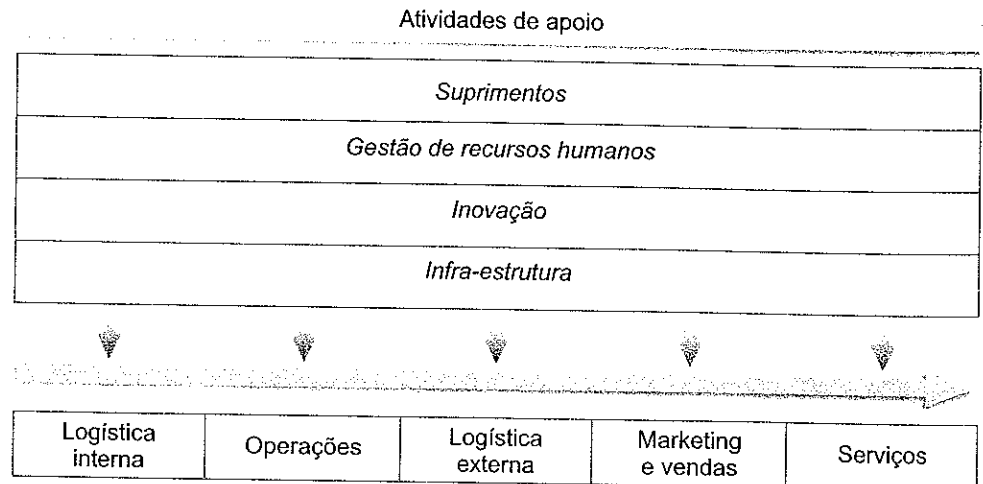 Atividades de apoio
Suprimentos
Gestão de recursos humanos
Inovação
Infra-estrutura
Logística
interna
Operações
Logística
externa
Marketing
e vendas
Serviços